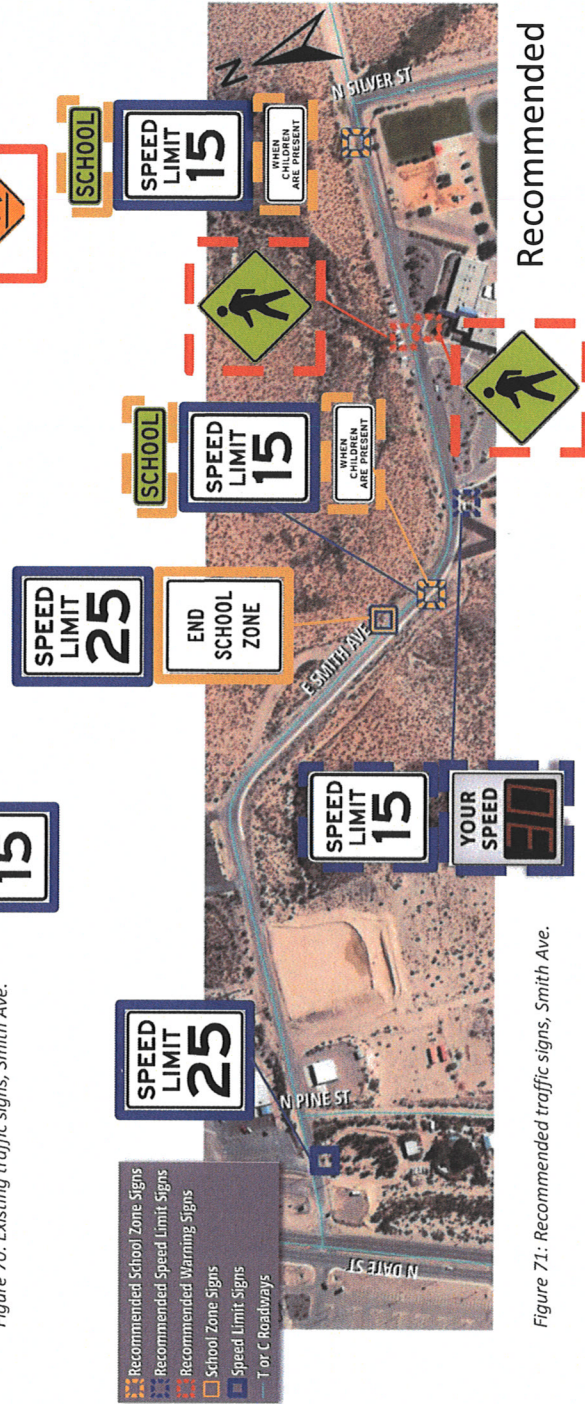 Figure 70: Existing traffic signs, Smith Ave.
15
Recommended School Zone Signs
Recommended Speed Limit Signs
Recommended Warning Signs
School Zone Signs
Speed Limit Signs
T or C Roadways
SPEED
LIMIT
25
SPEED
LIMIT
25
END
SCHOOL
ZONE
SCHOOL
SPEED
LIMIT
15
WHEN
CHILDREN
ARE PRESENT
SCHOOL
SPEED
LIMIT
15
WHEN
CHILDREN
ARE PRESENT
SPEED
LIMIT
15
YOUR
SPEED
30
N DATE ST
N PINE ST
E SMITH AVE
N SILVER ST
N
Recommended
Figure 71: Recommended traffic signs, Smith Ave.